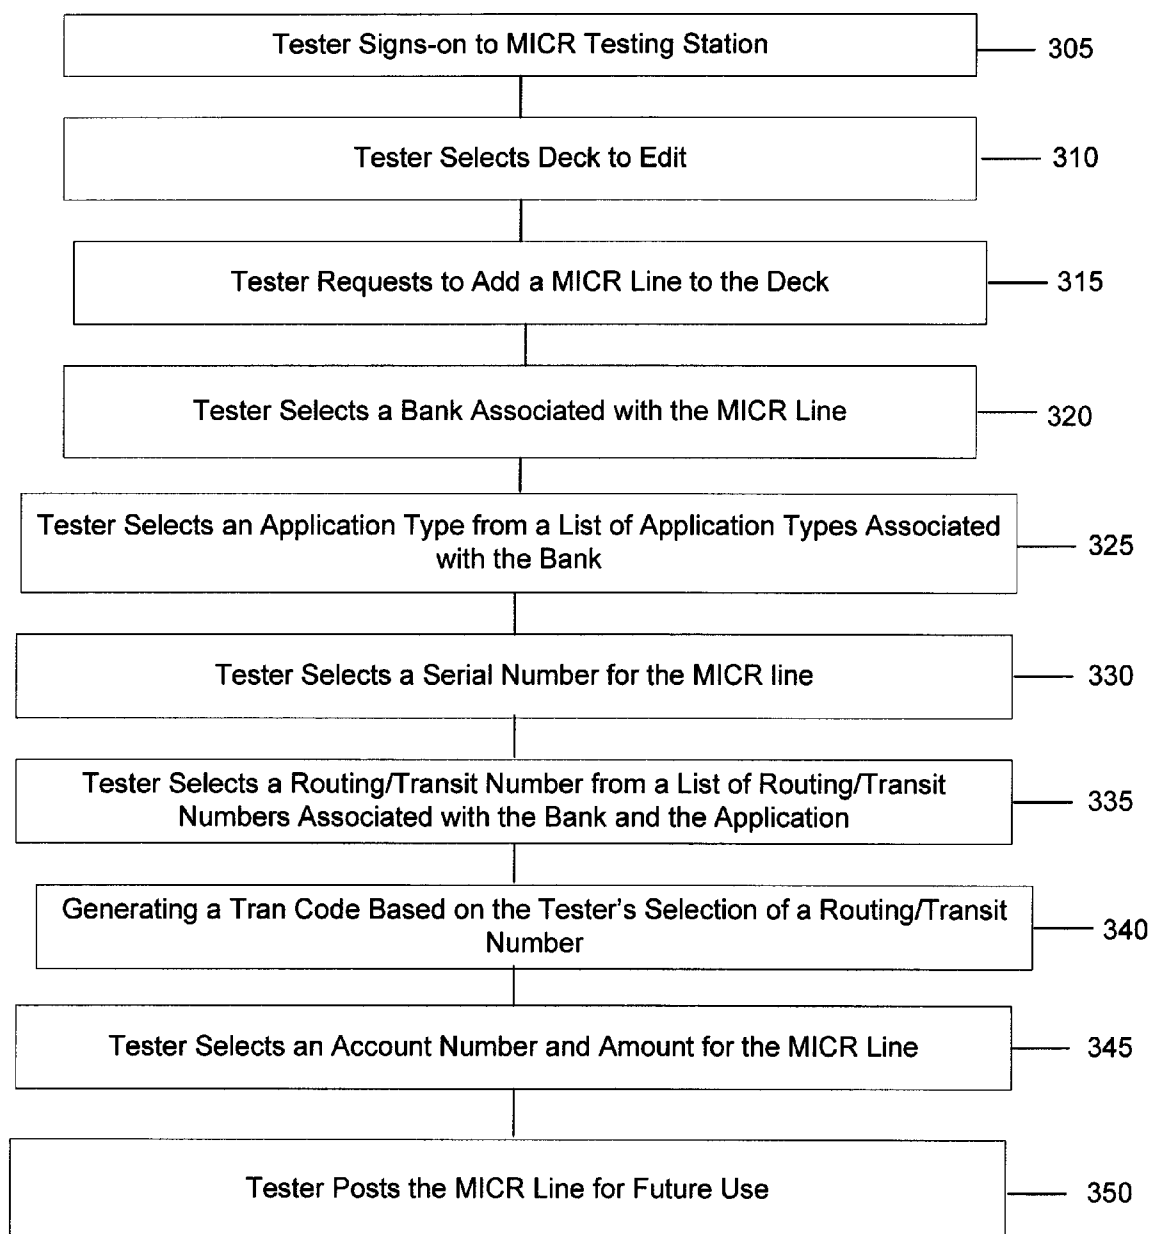 Tester Signs-on to MICR Testing Station
305
Tester Selects Deck to Edit
310
Tester Requests to Add a MICR Line to the Deck
315
Tester Selects a Bank Associated with the MICR Line
320
Tester Selects an Application Type from a List of Application Types Associated
with the Bank
325
Tester Selects a Serial Number for the MICR line
330
Tester Selects a Routing/Transit Number from a List of Routing/Transit
Numbers Associated with the Bank and the Application
335
Generating a Tran Code Based on the Tester's Selection of a Routing/Transit
Number
340
Tester Selects an Account Number and Amount for the MICR Line
345
Tester Posts the MICR Line for Future Use
350